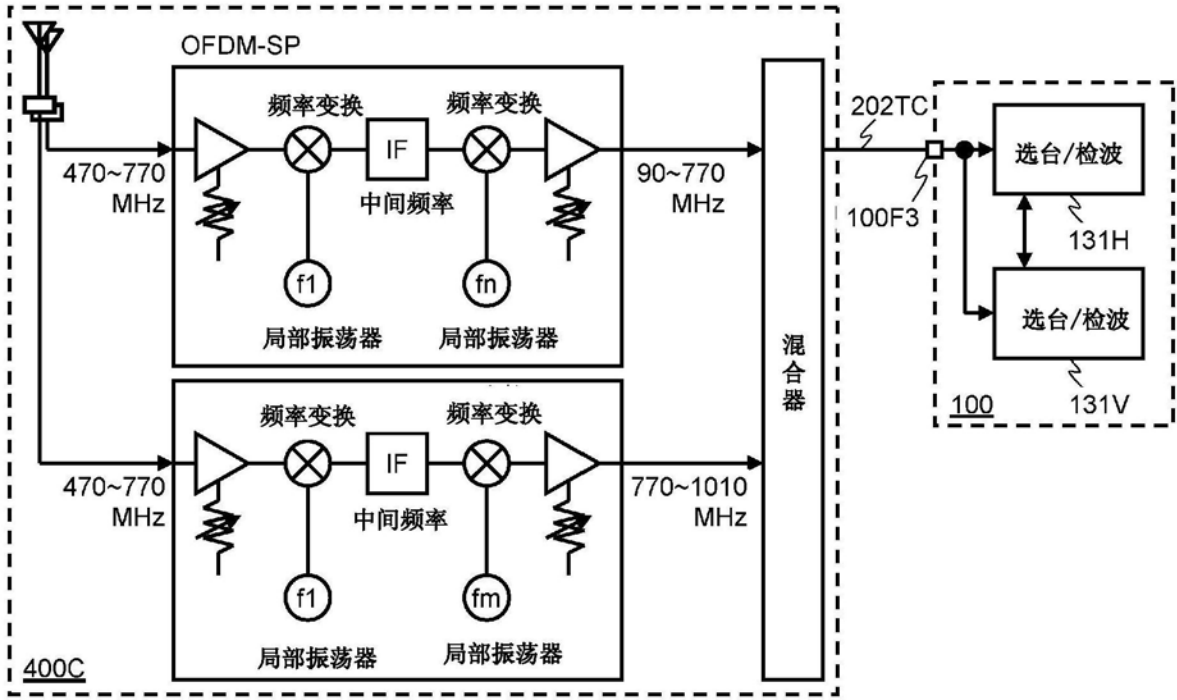 OFDM-SP
频率变换
频率变换
IF
中间频率
470~770
MHz
90~770
MHz
f1
fn
局部振荡器
局部振荡器
频率变换
频率变换
IF
中间频率
470~770
MHz
770~1010
MHz
f1
fm
局部振荡器
局部振荡器
400C
混合器
202TC
100F3
选台/检波
131H
选台/检波
131V
100